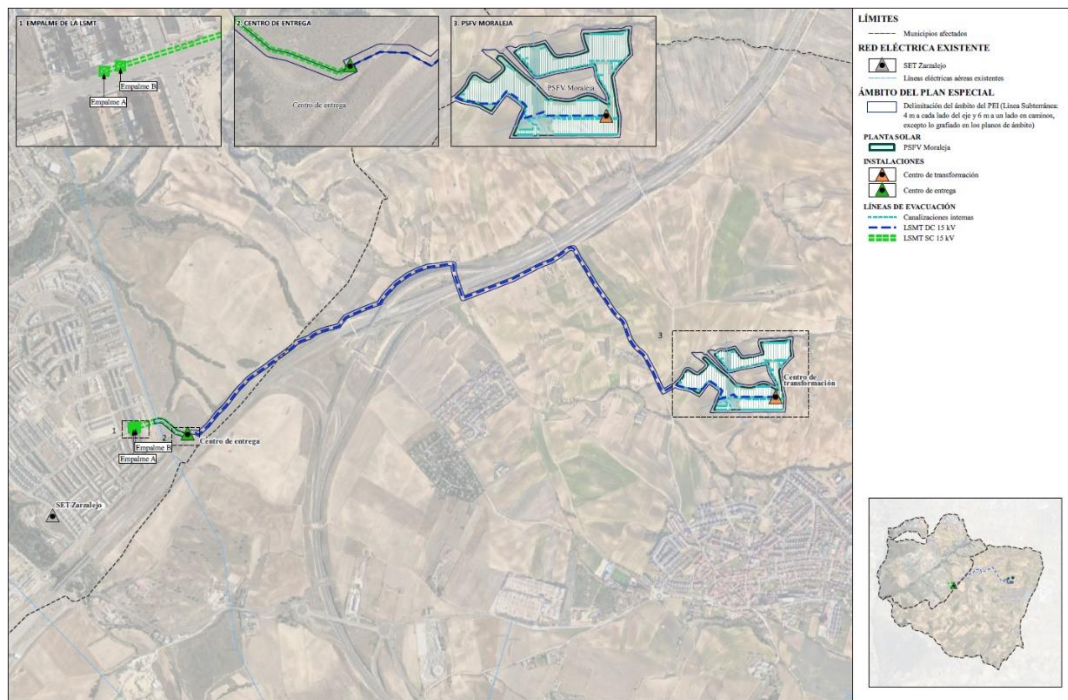 1. EMPALME DE LA LSMT
Empalme B
Empalme A
2. CENTRO DE ENTREGA
Centro de entrega
3. PSFV MORALEJA
PSFV Moraleja
3
Centro de
transformación
1
2
Centro de entrega
Empalme B
Empalme A
SET Zarzalejo
LÍMITES
Municipios afectados
RED ELÉCTRICA EXISTENTE
SET Zarzalejo
Líneas eléctricas aéreas existentes
ÁMBITO DEL PLAN ESPECIAL
Delimitación del ámbito del PEI (Línea Subterránea:
4 m a cada lado del eje y 6 m a un lado en caminos,
excepto lo grafiado en los planos de ámbito)
PLANTA SOLAR
PSFV Moraleja
INSTALACIONES
Centro de transformación
Centro de entrega
LÍNEAS DE EVACUACIÓN
Canalizaciones internas
LSMT DC 15 kV
LSMT SC 15 kV